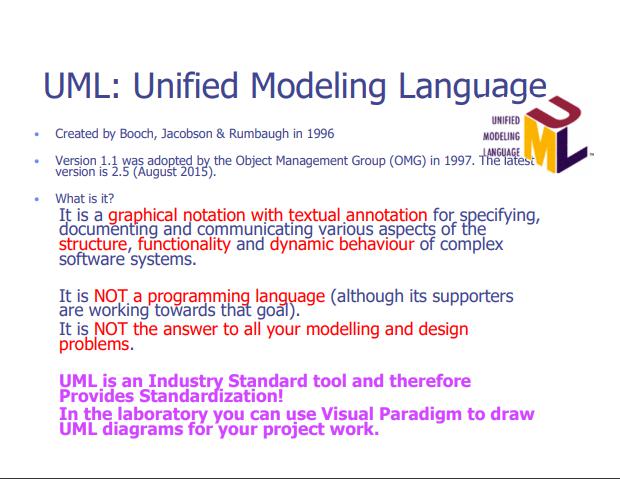 UML: Unified Modeling Language
UNIFIED
MODELING
LANGUAGE
UML
TM
• Created by Booch, Jacobson & Rumbaugh in 1996
• Version 1.1 was adopted by the Object Management Group (OMG) in 1997. The latest
version is 2.5 (August 2015).
• What is it?
It is a graphical notation with textual annotation for specifying,
documenting and communicating various aspects of the
structure, functionality and dynamic behaviour of complex
software systems.
It is NOT a programming language (although its supporters
are working towards that goal).
It is NOT the answer to all your modelling and design
problems.
UML is an Industry Standard tool and therefore
Provides Standardization!
In the laboratory you can use Visual Paradigm to draw
UML diagrams for your project work.